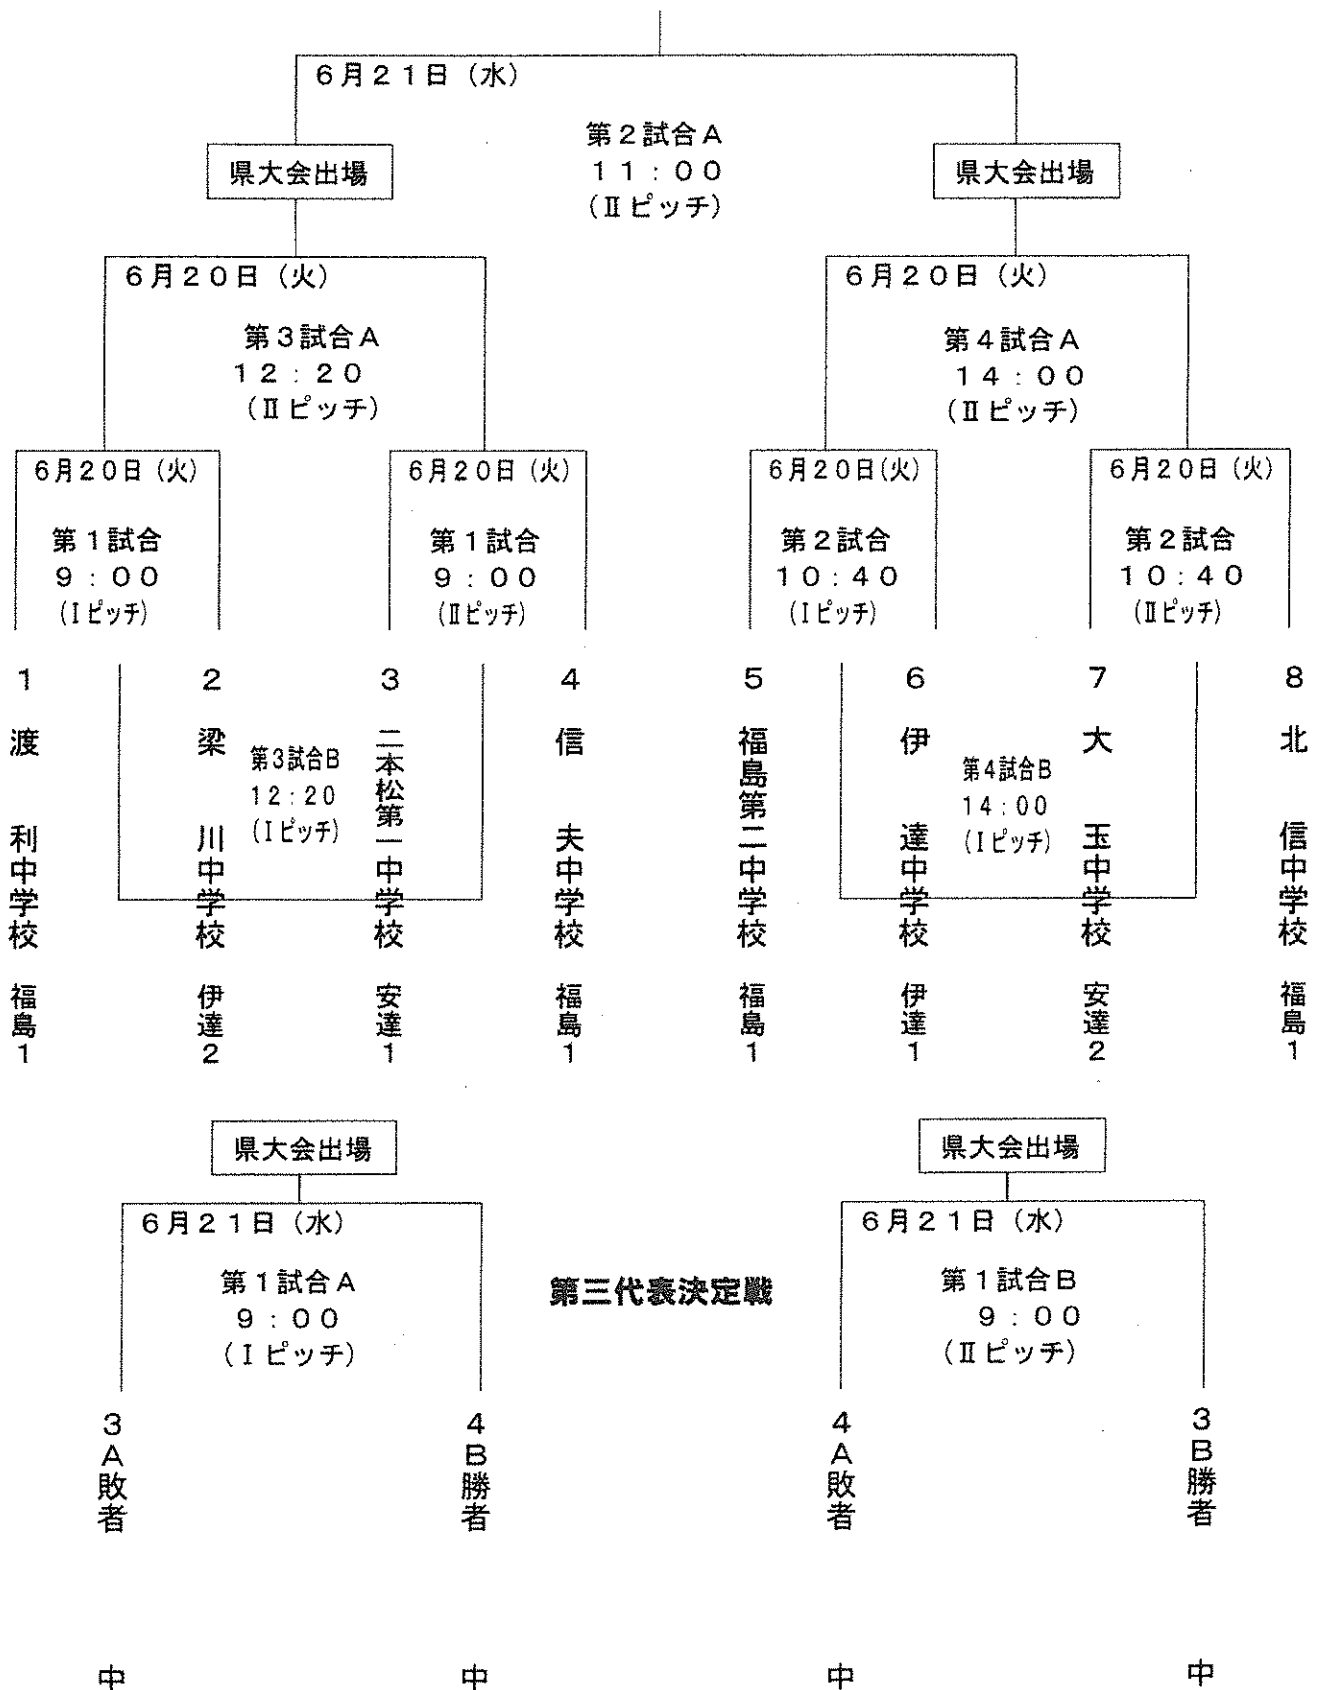 6月21日（水）
第2試合A
11：00
（Ⅱピッチ）
県大会出場
県大会出場
6月20日（火）
第3試合A
12：20
（Ⅱピッチ）
6月20日（火）
第4試合A
14：00
（Ⅱピッチ）
6月20日（火）
第1試合
9：00
（Ⅰピッチ）
6月20日（火）
第1試合
9：00
（Ⅱピッチ）
6月20日（火）
第2試合
10：40
（Ⅰピッチ）
6月20日（火）
第2試合
10：40
（Ⅱピッチ）
1 渡利中学校 福島1
2 梁川中学校 伊達2
第3試合B
12：20
（Ⅰピッチ）
3 二本松第一中学校 安達1
4 信夫中学校 福島1
5 福島第二中学校 福島1
6 伊達中学校 伊達1
第4試合B
14：00
（Ⅰピッチ）
7 大玉中学校 安達2
8 北信中学校 福島1
県大会出場
6月21日（水）
第1試合A
9：00
（Ⅰピッチ）
第三代表決定戦
県大会出場
6月21日（水）
第1試合B
9：00
（Ⅱピッチ）
3A敗者 中
4B勝者 中
4A敗者 中
3B勝者 中